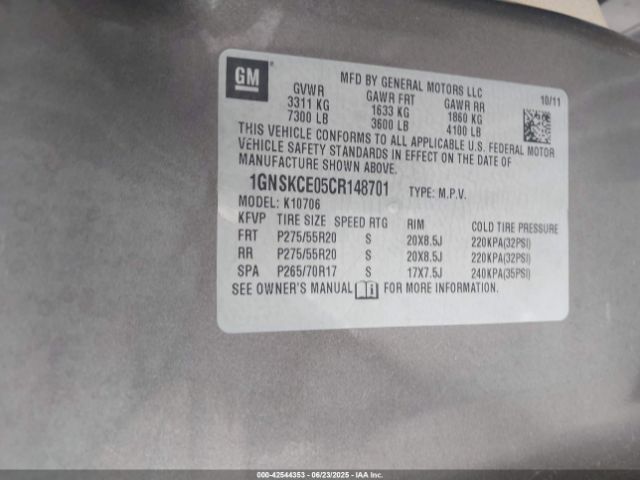 GM
MFD BY GENERAL MOTORS LLC
GVWR GAWR FRT GAWR RR 10/11
3311 KG 1633 KG 1860 KG
7300 LB 3600 LB 4100 LB
THIS VEHICLE CONFORMS TO ALL APPLICABLE U.S. FEDERAL MOTOR
VEHICLE SAFETY STANDARDS IN EFFECT ON THE DATE OF
MANUFACTURE SHOWN ABOVE.
1GNSKCE05CR148701 TYPE: M.P.V.
MODEL: K10706
KFVP TIRE SIZE SPEED RTG RIM COLD TIRE PRESSURE
FRT P275/55R20 S 20X8.5J 220KPA(32PSI)
RR P275/55R20 S 20X8.5J 220KPA(32PSI)
SPA P265/70R17 S 17X7.5J 240KPA(35PSI)
SEE OWNER'S MANUAL i FOR MORE INFORMATION.
000-42544353 - 06/23/2025 - IAAI Inc.